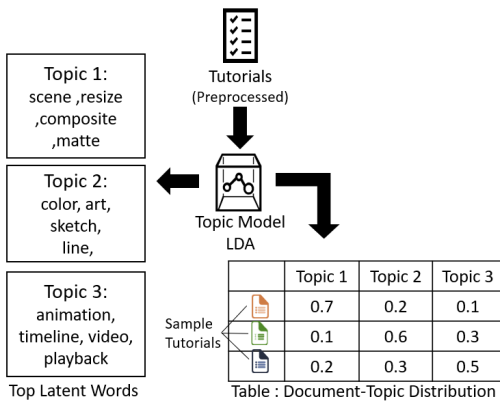 Tutorials
(Preprocessed)
Topic Model
LDA
Topic 1:
scene ,resize
,composite
,matte
Topic 2:
color, art,
sketch,
line,
Topic 3:
animation,
timeline, video,
playback
Top Latent Words
Topic 1 Topic 2 Topic 3
0.7 0.2 0.1
0.1 0.6 0.3
0.2 0.3 0.5
Sample
Tutorials
Table : Document-Topic Distribution